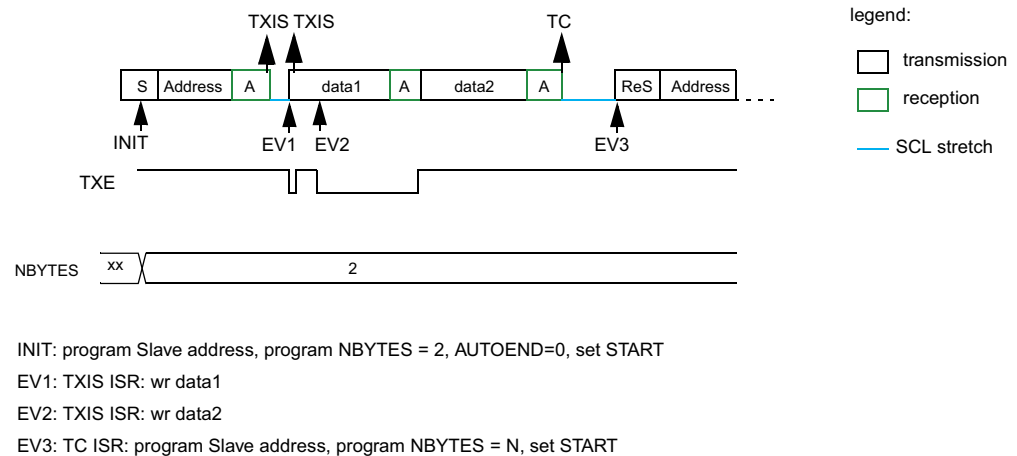 legend:
TXIS TXIS TC
transmission
S Address A data1 A data2 A ReS Address
reception
INIT EV1 EV2 EV3
SCL stretch
TXE
NBYTES xx 2
INIT: program Slave address, program NBYTES = 2, AUTOEND=0, set START
EV1: TXIS ISR: wr data1
EV2: TXIS ISR: wr data2
EV3: TC ISR: program Slave address, program NBYTES = N, set START